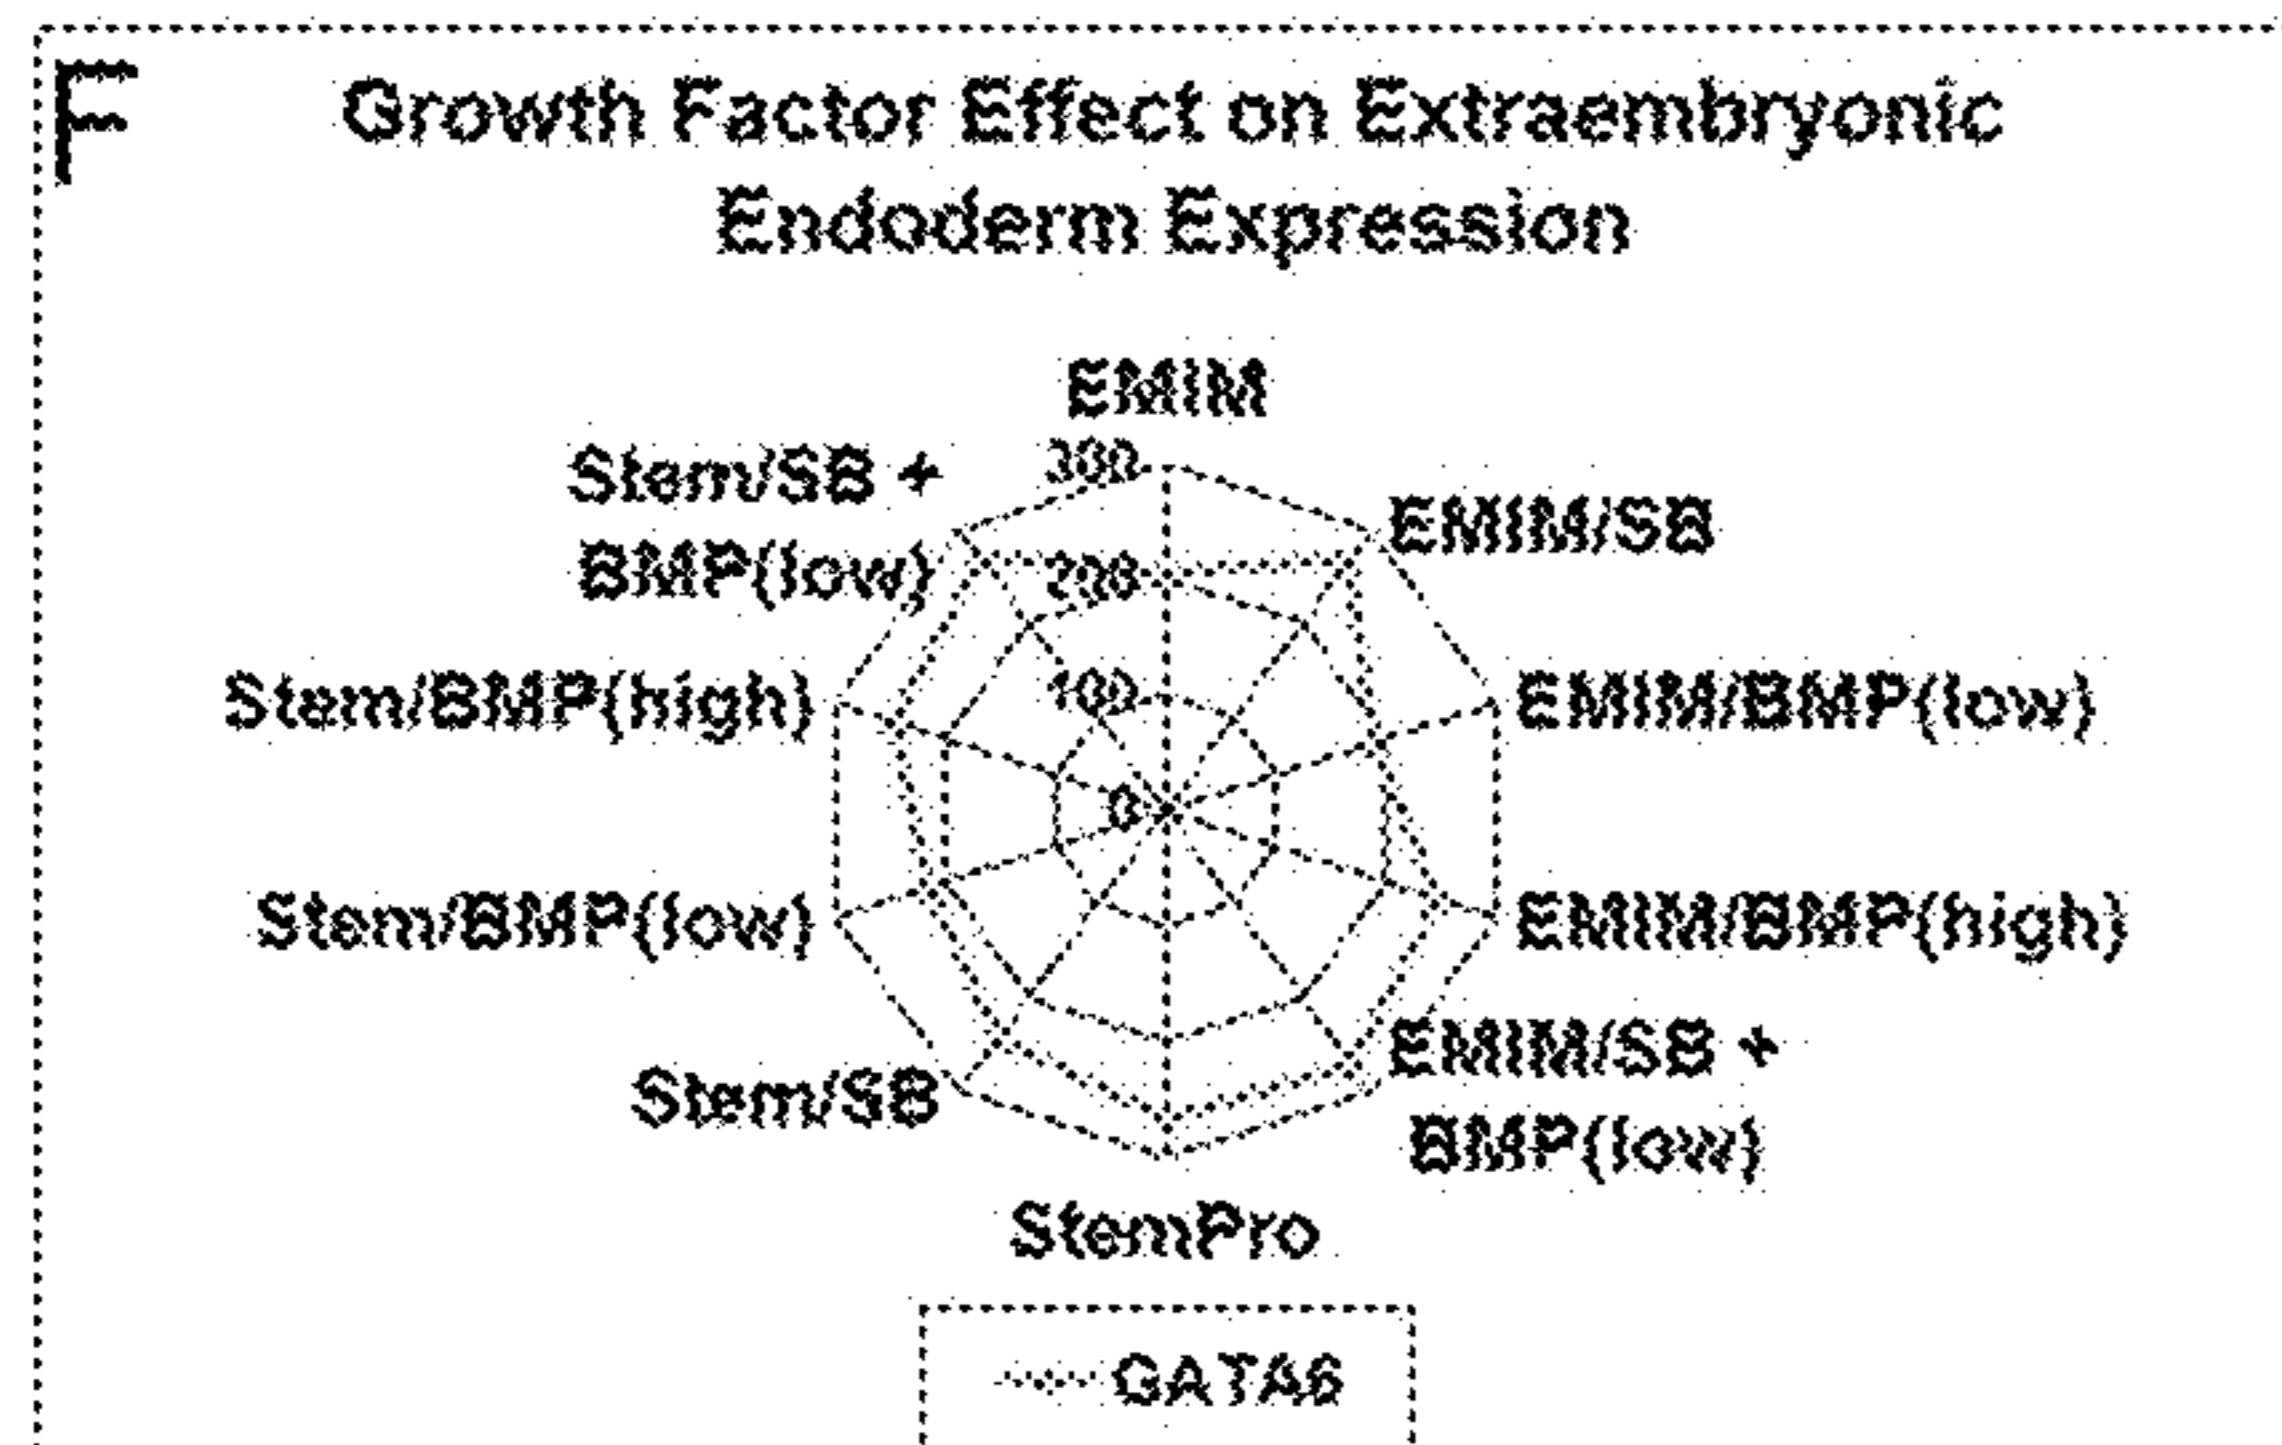 F
Growth Factor Effect on Extraembryonic
Endoderm Expression
EMIM
300
Stem/SB +
BMP(low)
EMIM/SB
200
Stem/BMP(high)
100
EMIM/BMP(low)
0
Stem/BMP(low)
EMIM/BMP(high)
Stem/SB
EMIM/SB +
BMP(low)
StemPro
GATA6